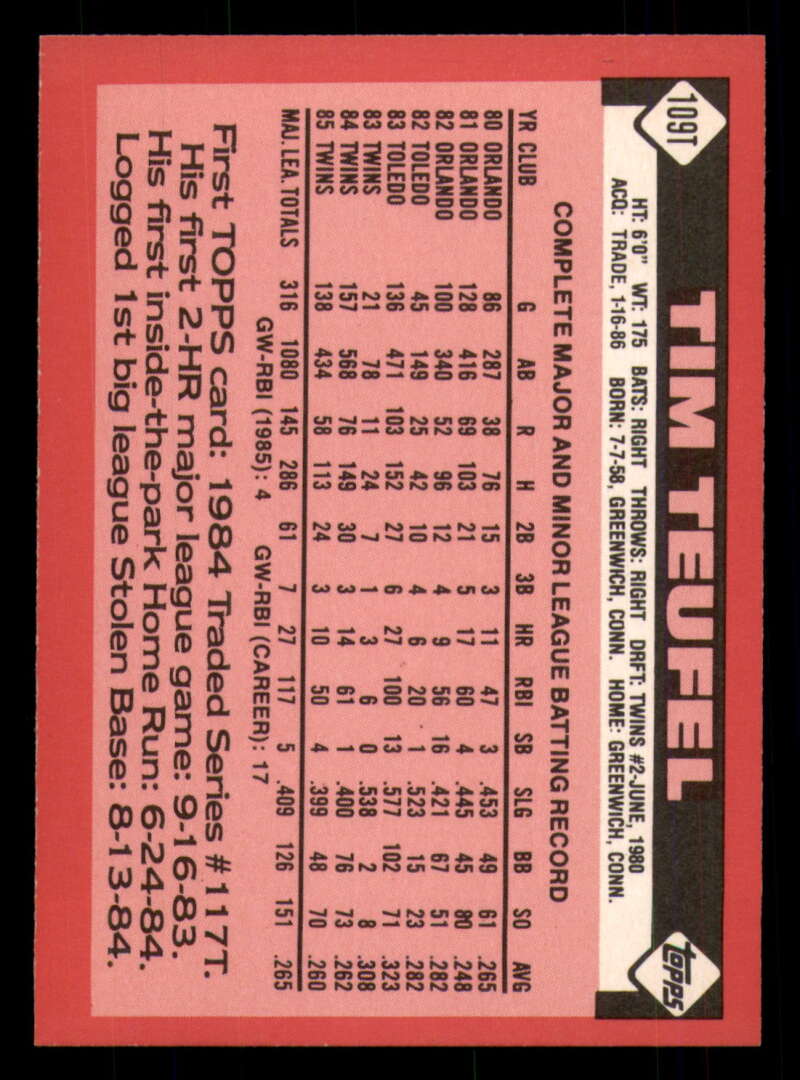 109T
TIM TEUFEL
topps
HT: 6'0" WT: 175 BATS: RIGHT THROWS: RIGHT DRFT: TWINS #2-JUNE, 1980
ACQ: TRADE, 1-16-86 BORN: 7-7-58, GREENWICH, CONN. HOME: GREENWICH, CONN.
COMPLETE MAJOR AND MINOR LEAGUE BATTING RECORD
YR CLUB G AB R H 2B 3B HR RBI SB SLG BB SO AVG
80 ORLANDO 86 287 38 76 15 3 11 47 3 .453 49 61 .265
81 ORLANDO 128 416 69 103 21 5 17 60 4 .445 45 80 .248
82 ORLANDO 100 340 52 96 12 4 9 56 16 .421 67 51 .282
82 TOLEDO 45 149 25 42 10 4 6 20 1 .523 15 23 .282
83 TOLEDO 136 471 103 152 27 6 27 100 13 .577 102 71 .323
83 TWINS 21 78 11 24 7 1 3 6 0 .538 2 8 .308
84 TWINS 157 568 76 149 30 3 14 61 1 .400 76 73 .262
85 TWINS 138 434 58 113 24 3 10 50 4 .399 48 70 .260
MAJ. LEA. TOTALS 316 1080 145 286 61 7 27 117 5 .409 126 151 .265
GW-RBI (1985): 4 GW-RBI (CAREER): 17
First TOPPS card: 1984 Traded Series #117T.
His first 2-HR major league game: 9-16-83.
His first inside-the-park Home Run: 6-24-84.
Logged 1st big league Stolen Base: 8-13-84.